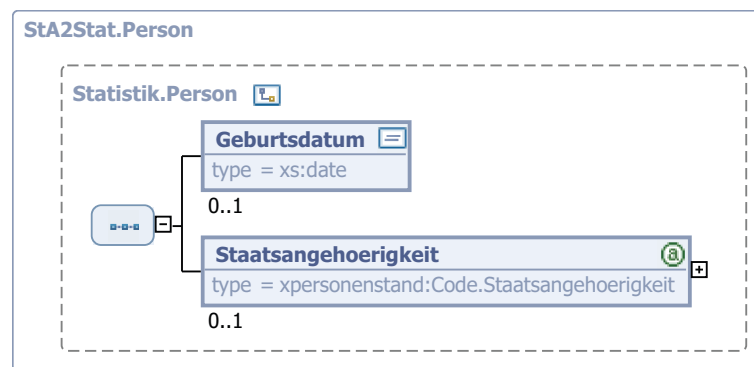 StA2Stat.Person
Statistik.Person
Geburtsdatum
type = xs:date
0..1
Staatsangehoerigkeit
type = xpersonenstand:Code.Staatsangehoerigkeit
0..1